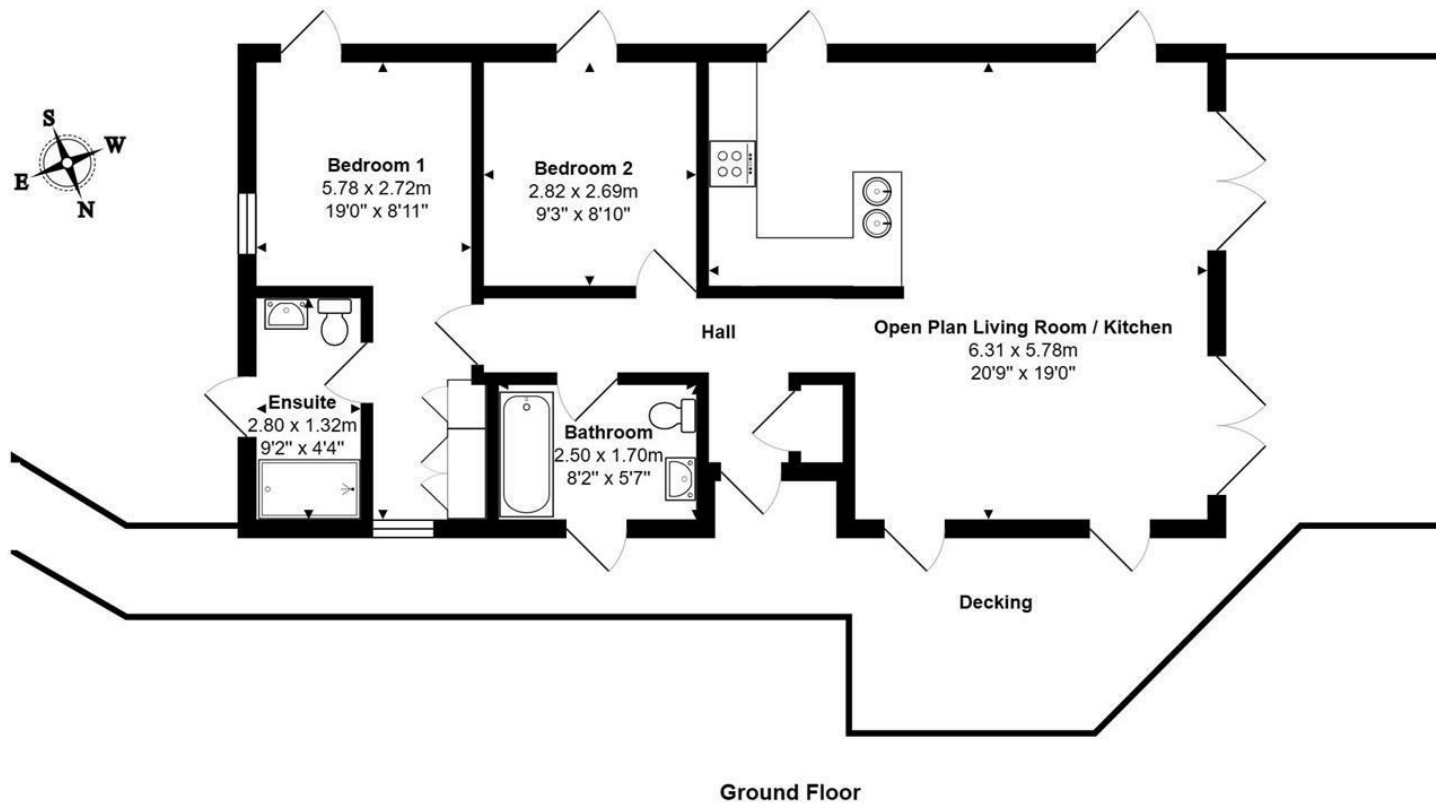 S
W
E
N
Bedroom 1
5.78 x 2.72m
19'0" x 8'11"
Bedroom 2
2.82 x 2.69m
9'3" x 8'10"
Hall
Open Plan Living Room / Kitchen
6.31 x 5.78m
20'9" x 19'0"
Ensuite
2.80 x 1.32m
9'2" x 4'4"
Bathroom
2.50 x 1.70m
8'2" x 5'7"
Decking
Ground Floor